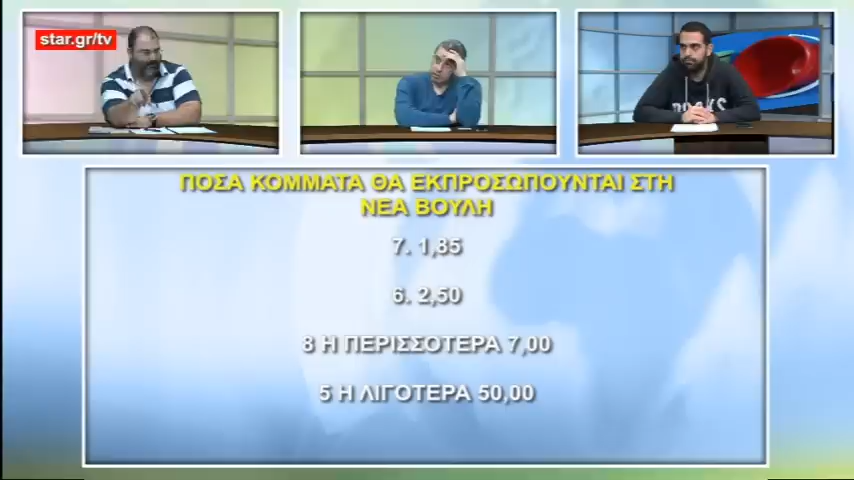 star.gr/tv
ΠΟΣΑ ΚΟΜΜΑΤΑ ΘΑ ΕΚΠΡΟΣΩΠΟΥΝΤΑΙ ΣΤΗ
ΝΕΑ ΒΟΥΛΗ
7. 1,85
6. 2,50
8 Η ΠΕΡΙΣΣΟΤΕΡΑ 7,00
5 Η ΛΙΓΟΤΕΡΑ 50,00